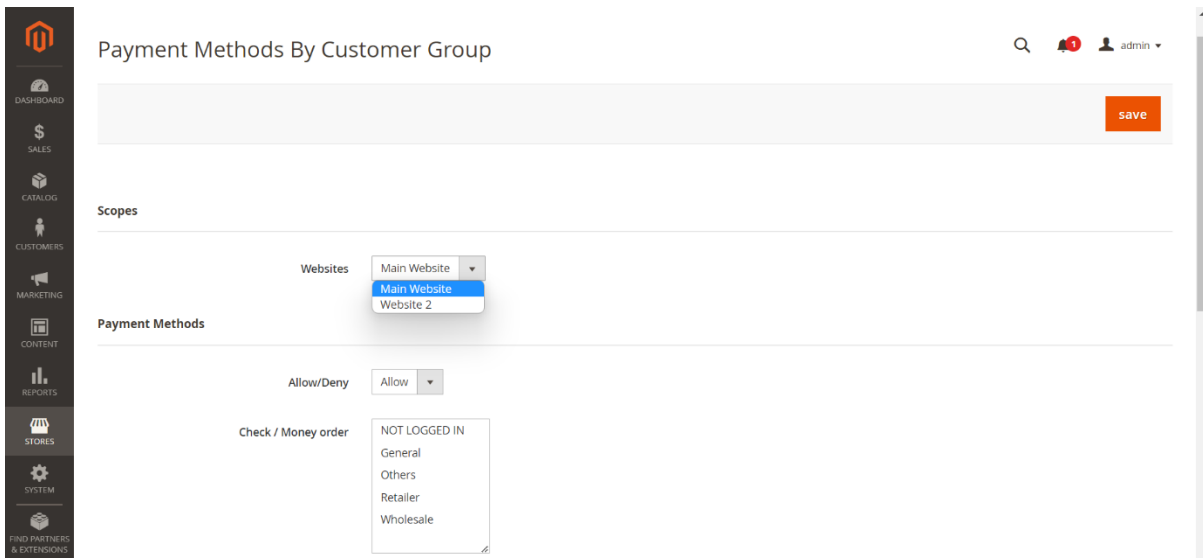 Payment Methods By Customer Group
1
admin
save
DASHBOARD
SALES
CATALOG
CUSTOMERS
MARKETING
CONTENT
REPORTS
STORES
SYSTEM
FIND PARTNERS
& EXTENSIONS
Scopes
Websites
Main Website
Main Website
Website 2
Payment Methods
Allow/Deny
Allow
Check / Money order
NOT LOGGED IN
General
Others
Retailer
Wholesale